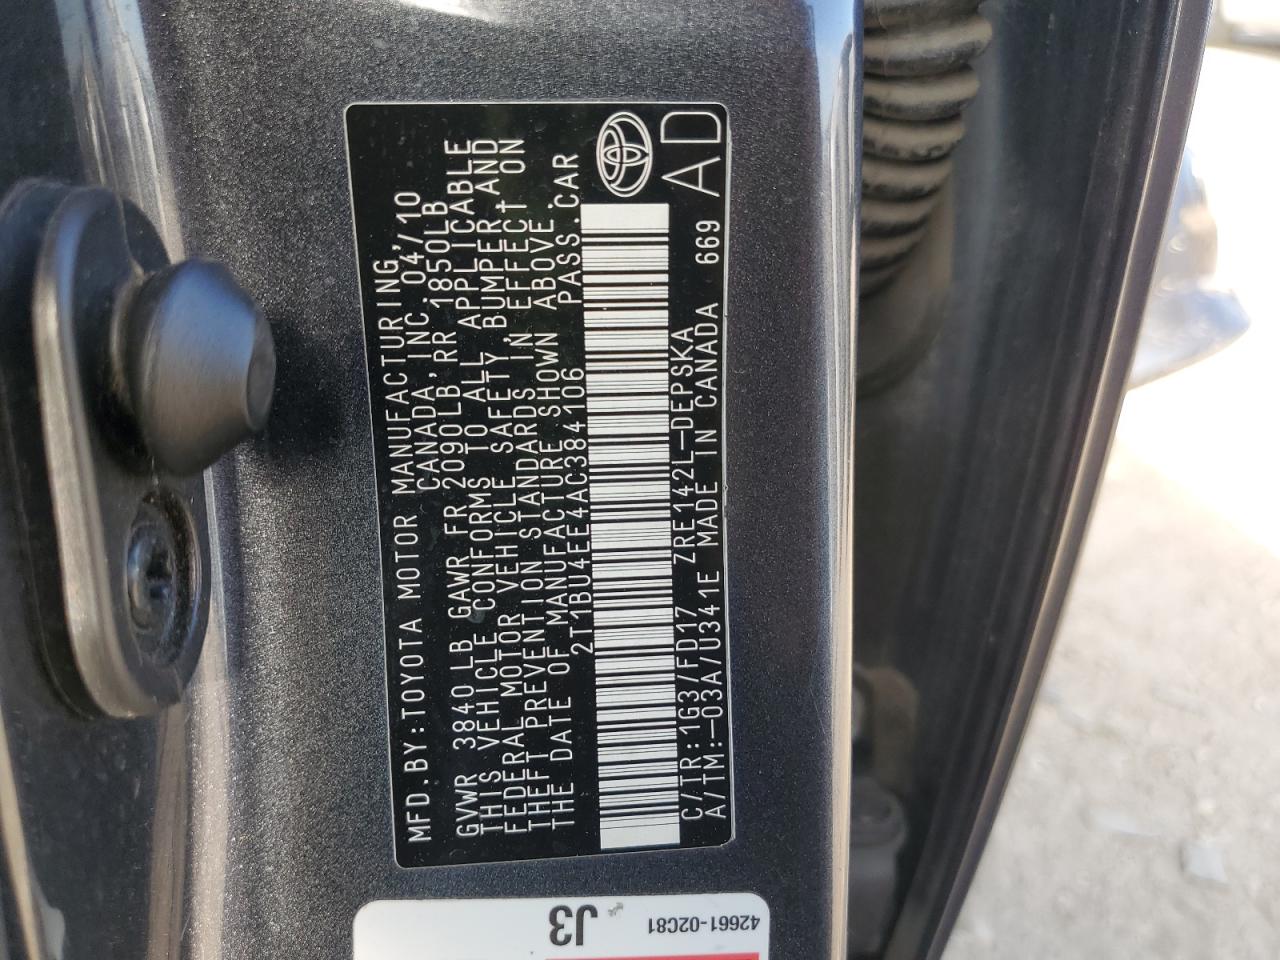 MFD.BY:TOYOTA MOTOR MANUFACTURING,
CANADA, INC. 04/10
GVWR 3840LB GAWR FR 2090LB, RR 1850LB
THIS VEHICLE CONFORMS TO ALL APPLICABLE
FEDERAL MOTOR VEHICLE SAFETY, BUMPER, AND
THEFT PREVENTION STANDARDS IN EFFECT ON
THE DATE OF MANUFACTURE SHOWN ABOVE.
2T1BU4EE4AC384106 PASS.CAR
C/TR:1G3/FD17 ZRE142L-DEPSKA
A/TM:-03A/U341E MADE IN CANADA 669
AD
J3
42661-02C81